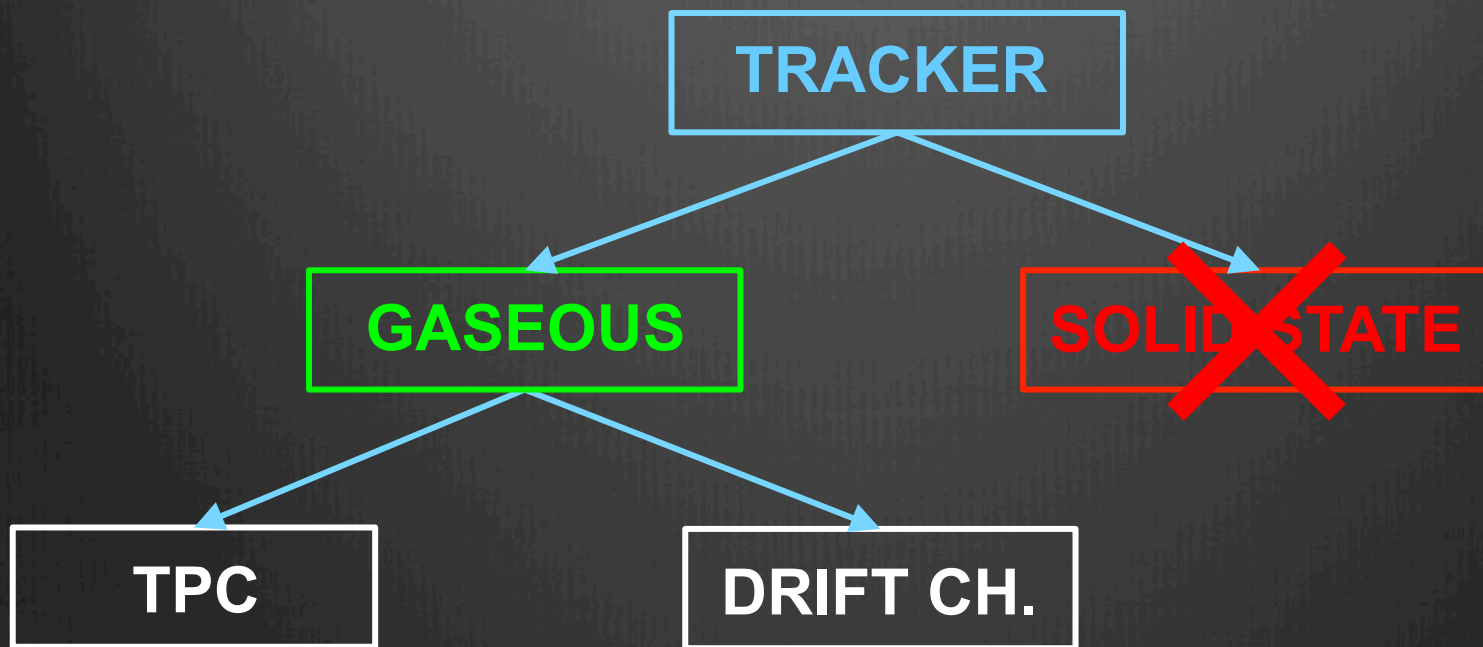 TRACKER
GASEOUS
SOLID STATE
TPC
DRIFT CH.